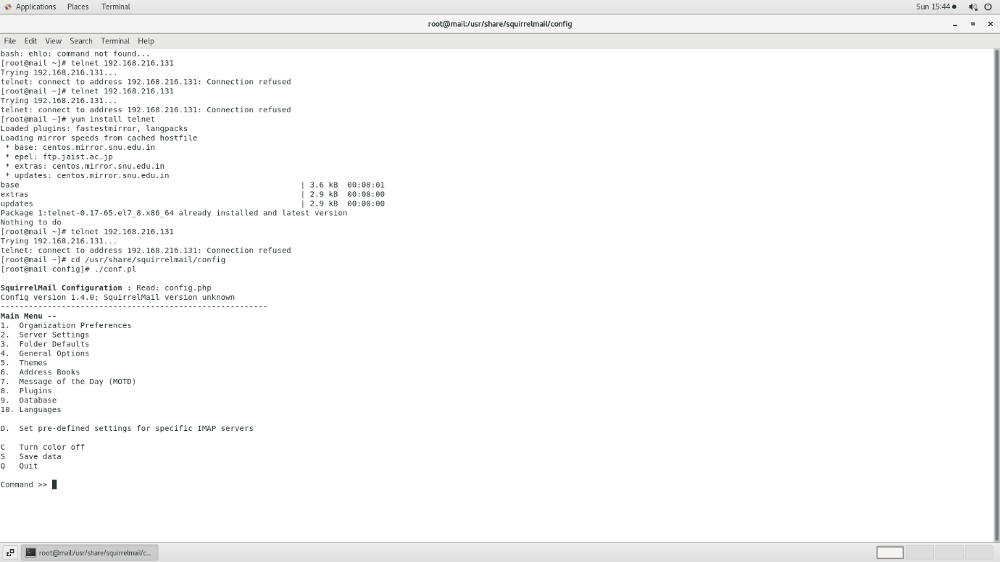 Applications Places Terminal Sun 15:44
root@mail:/usr/share/squirrelmail/config
File Edit View Search Terminal Help
bash: ehlo: command not found...
[root@mail ~]# telnet 192.168.216.131
Trying 192.168.216.131...
telnet: connect to address 192.168.216.131: Connection refused
[root@mail ~]# telnet 192.168.216.131
Trying 192.168.216.131...
telnet: connect to address 192.168.216.131: Connection refused
[root@mail ~]# yum install telnet
Loaded plugins: fastestmirror, langpacks
Loading mirror speeds from cached hostfile
 * base: centos.mirror.snu.edu.in
 * epel: ftp.jaist.ac.jp
 * extras: centos.mirror.snu.edu.in
 * updates: centos.mirror.snu.edu.in
base | 3.6 kB 00:00:01
extras | 2.9 kB 00:00:00
updates | 2.9 kB 00:00:00
Package 1:telnet-0.17-65.el7_8.x86_64 already installed and latest version
Nothing to do
[root@mail ~]# telnet 192.168.216.131
Trying 192.168.216.131...
telnet: connect to address 192.168.216.131: Connection refused
[root@mail ~]# cd /usr/share/squirrelmail/config
[root@mail config]# ./conf.pl
SquirrelMail Configuration : Read: config.php
Config version 1.4.0; SquirrelMail version unknown
---------------------------------------------------------
Main Menu --
1. Organization Preferences
2. Server Settings
3. Folder Defaults
4. General Options
5. Themes
6. Address Books
7. Message of the Day (MOTD)
8. Plugins
9. Database
10. Languages
D. Set pre-defined settings for specific IMAP servers
C Turn color off
S Save data
Q Quit
Command >>
root@mail:/usr/share/squirrelmail/c...